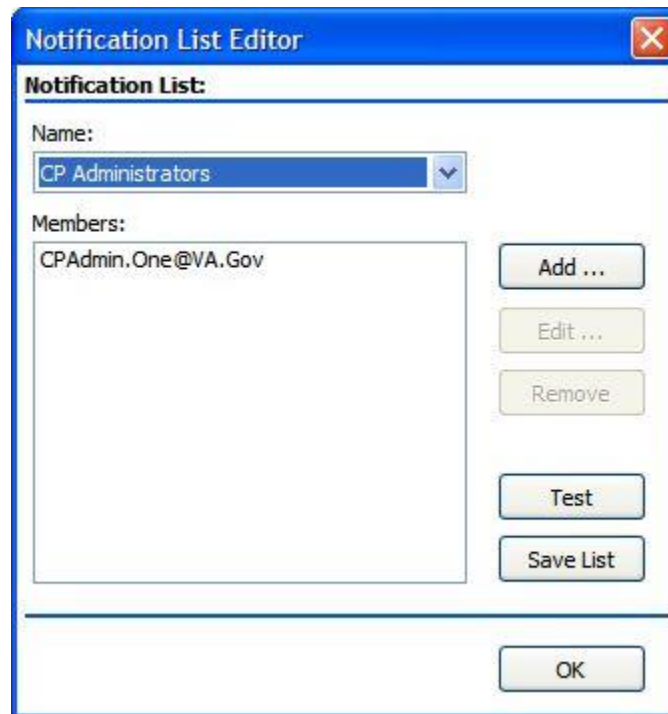 Notification List Editor
Notification List:
Name:
CP Administrators
Members:
CPAdmin.One@VA.Gov
Add ...
Edit ...
Remove
Test
Save List
OK